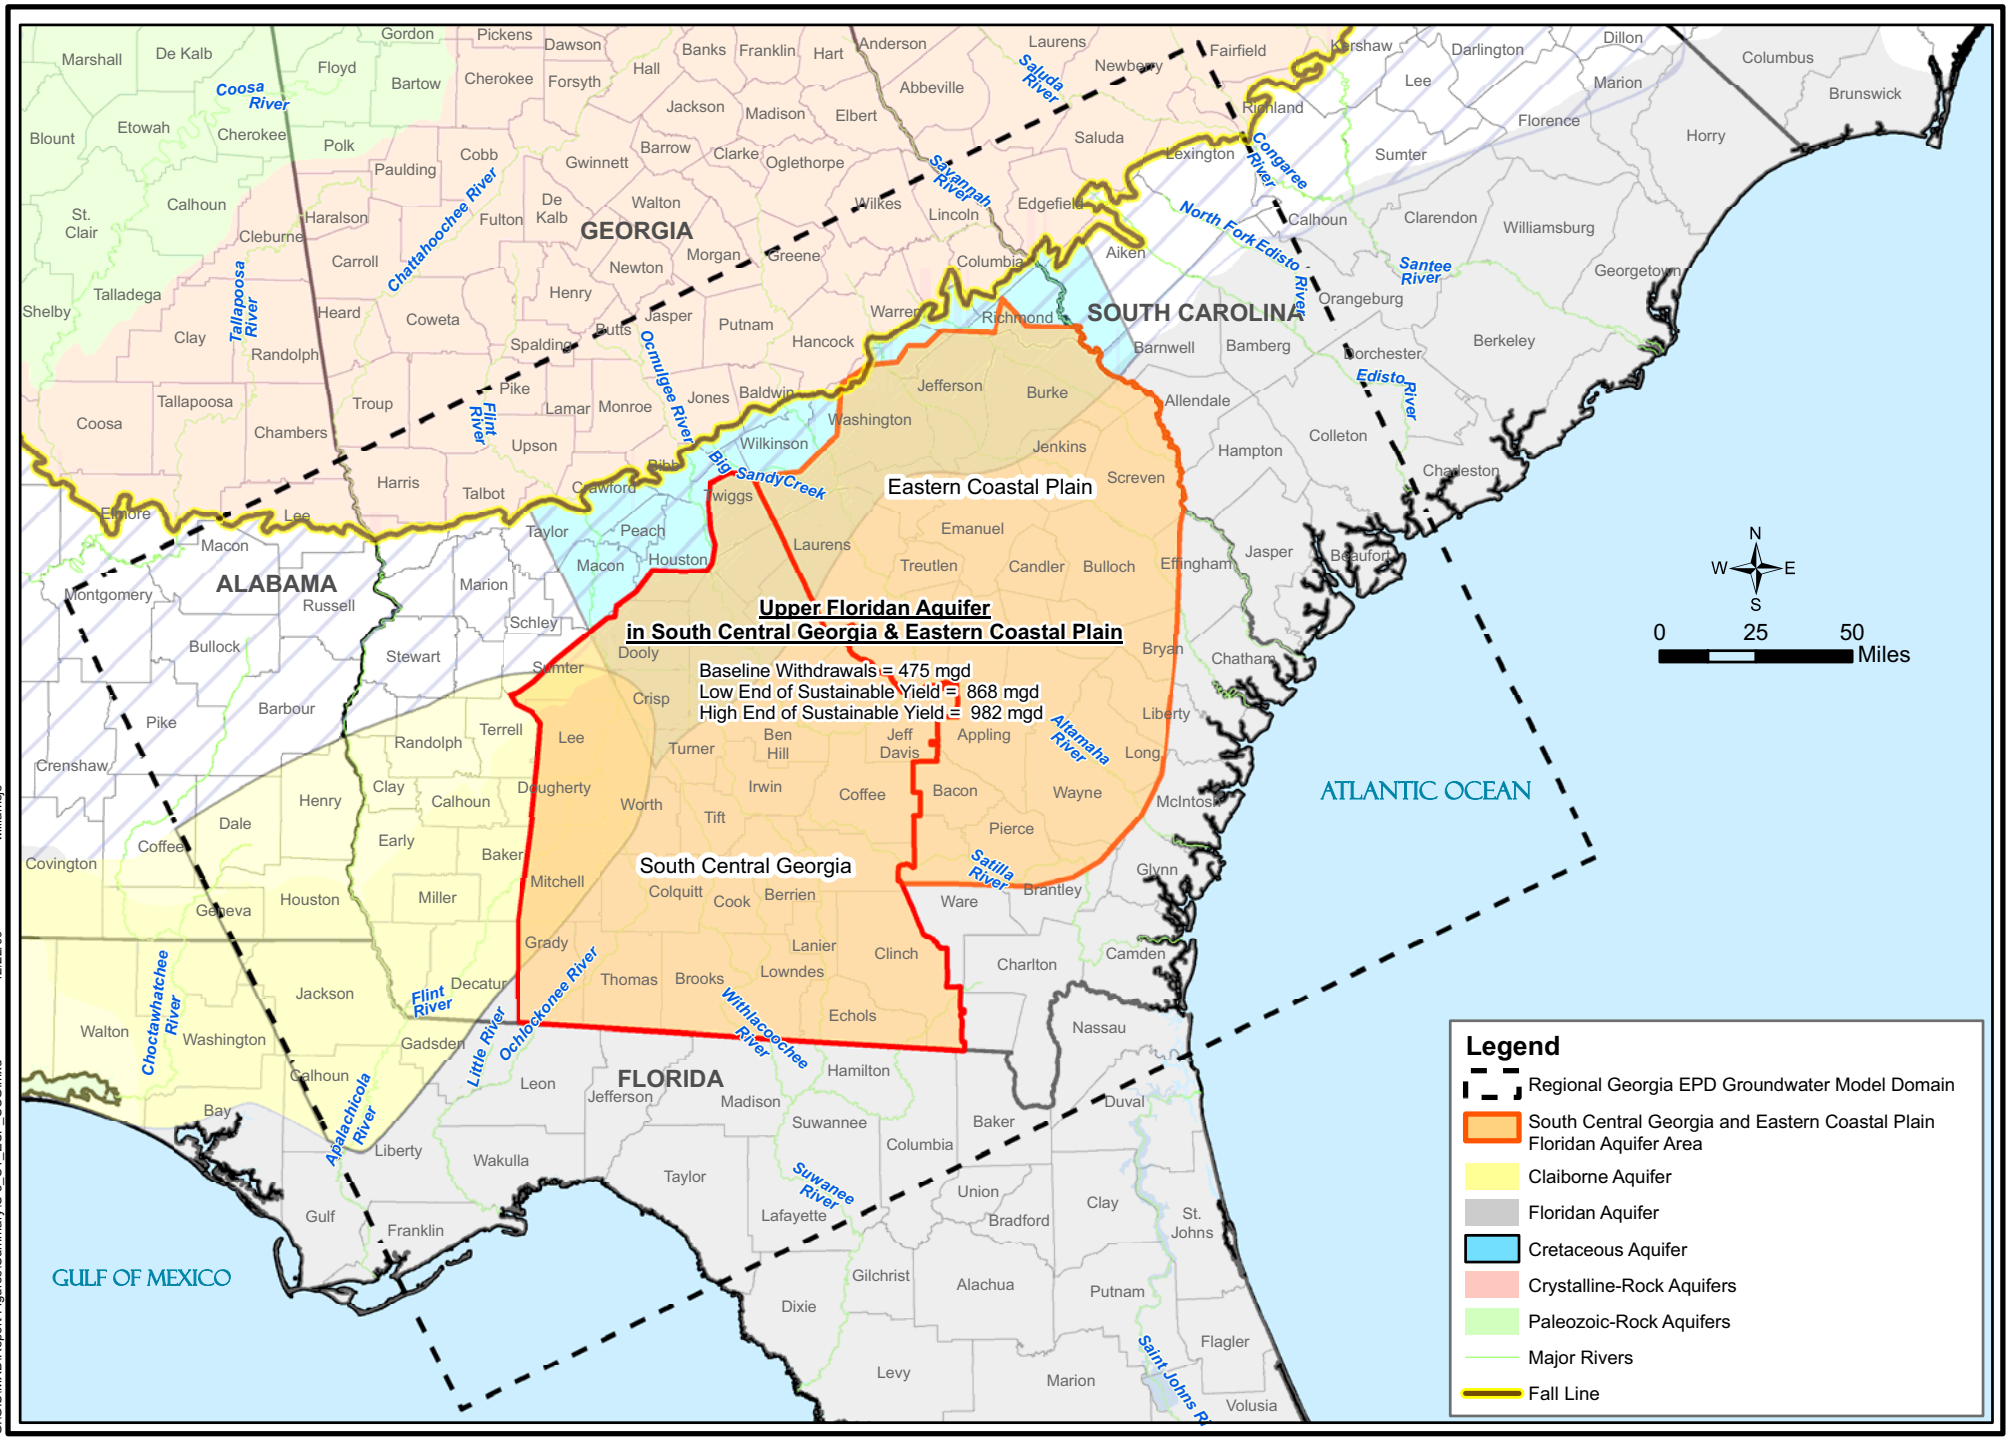 Marshall
De Kalb
Gordon
Pickens
Dawson
Banks
Franklin
Hart
Anderson
Laurens
Fairfield
Kershaw
Darlington
Dillon
Columbus
Floyd
Bartow
Cherokee
Forsyth
Hall
Abbeville
Saluda
River
Newberry
Lee
Marion
Brunswick
Coosa
River
Jackson
Madison
Elbert
Richland
Florence
Horry
Blount
Etowah
Cherokee
Polk
Paulding
Cobb
Gwinnett
Barrow
Clarke
Oglethorpe
Saluda
Lexington
Congaree
River
Sumter
Calhoun
St.
Clair
Haralson
Chattahoochee River
Fulton
De
Kalb
Walton
Wilkes
Savannah
River
Lincoln
Edgefield
North Fork Edisto River
Calhoun
Clarendon
Williamsburg
Cleburne
GEORGIA
Carroll
Newton
Morgan
Greene
Columbia
Aiken
Santee
River
Georgetown
Talladega
Tallapoosa
River
Henry
Shelby
Heard
Coweta
Butts
Jasper
Putnam
Warren
Richmond
SOUTH CAROLINA
Orangeburg
Clay
Randolph
Spalding
Ocmulgee River
Hancock
Barnwell
Bamberg
Dorchester
Berkeley
Tallapoosa
Troup
Pike
Flint
River
Lamar
Monroe
Jones
Baldwin
Jefferson
Burke
Allendale
Edisto
River
Coosa
Chambers
Upson
Wilkinson
Washington
Jenkins
Hampton
Colleton
Charleston
Harris
Talbot
Bibb
Crawford
Big Sandy Creek
Twiggs
Eastern Coastal Plain
Screven
Elmore
Lee
Macon
Taylor
Peach
Houston
Macon
Laurens
Emanuel
Treutlen
Candler
Bulloch
Effingham
Jasper
Beaufort
N
W
E
S
Montgomery
ALABAMA
Russell
Marion
Schley
Upper Floridan Aquifer
in South Central Georgia & Eastern Coastal Plain
0 25 50
Miles
Bullock
Stewart
Sumter
Dooly
Bryan
Chatham
Baseline Withdrawals = 475 mgd
Low End of Sustainable Yield = 868 mgd
High End of Sustainable Yield = 982 mgd
Crisp
Pike
Barbour
Liberty
Crenshaw
Randolph
Terrell
Lee
Turner
Ben
Hill
Jeff
Davis
Appling
Altamaha
River
Long
ATLANTIC OCEAN
Henry
Clay
Calhoun
Dougherty
Worth
Irwin
Tift
Coffee
Bacon
Wayne
McIntosh
Dale
Coffee
Early
Baker
Pierce
Covington
Mitchell
South Central Georgia
Satilla
River
Brantley
Glynn
Geneva
Houston
Miller
Colquitt
Cook
Berrien
Ware
Grady
Lanier
Clinch
Charlton
Camden
Choctawhatchee
River
Jackson
Flint
River
Decatur
Ochlockonee River
Thomas
Brooks
Lowndes
Echols
Walton
Washington
Gadsden
Little River
Withlacoochee
River
Nassau
Calhoun
Leon
FLORIDA
Hamilton
Bay
Jefferson
Madison
Suwannee
Baker
Duval
Apalachicola
River
Liberty
Wakulla
Taylor
Columbia
Suwanee
River
Union
Bradford
Clay
St.
Johns
Gulf
Franklin
Lafayette
GULF OF MEXICO
Gilchrist
Dixie
Alachua
Putnam
Flagler
Levy
Marion
Saint Johns Ri
Volusia
Legend
Regional Georgia EPD Groundwater Model Domain
South Central Georgia and Eastern Coastal Plain
Floridan Aquifer Area
Claiborne Aquifer
Floridan Aquifer
Cretaceous Aquifer
Crystalline-Rock Aquifers
Paleozoic-Rock Aquifers
Major Rivers
Fall Line